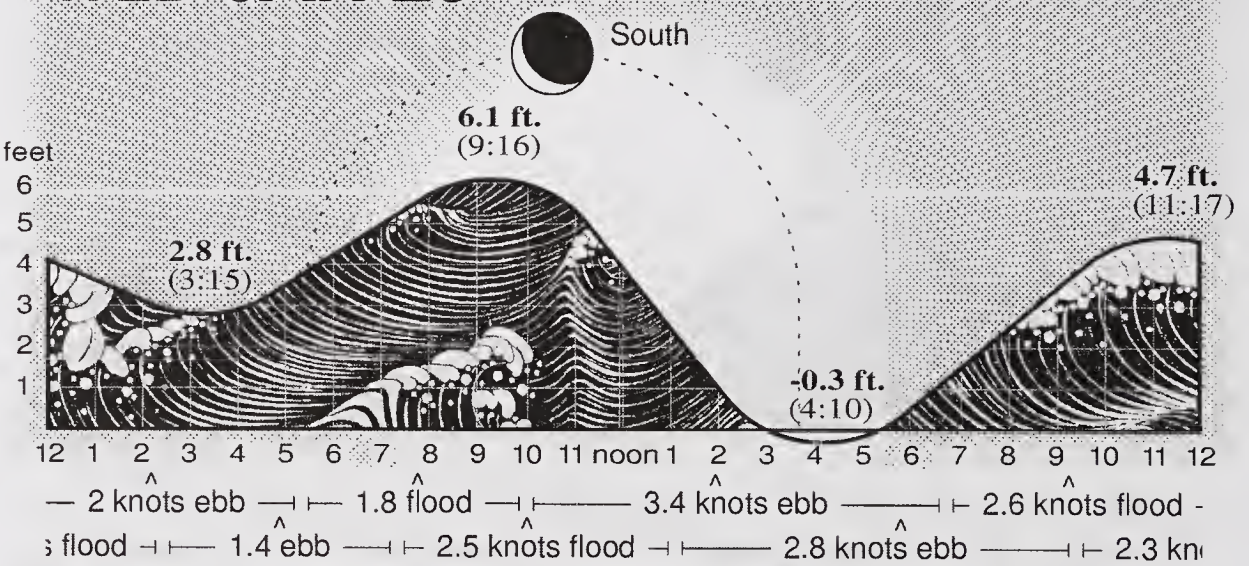 South
6.1 ft.
(9:16)
feet
6
5
4
3
2
1
4.7 ft.
(11:17)
2.8 ft.
(3:15)
-0.3 ft.
(4:10)
12 1 2 3 4 5 6 7 8 9 10 11 noon 1 2 3 4 5 6 7 8 9 10 11 12
2 knots ebb 1.8 flood 3.4 knots ebb 2.6 knots flood
s flood 1.4 ebb 2.5 knots flood 2.8 knots ebb 2.3 kn